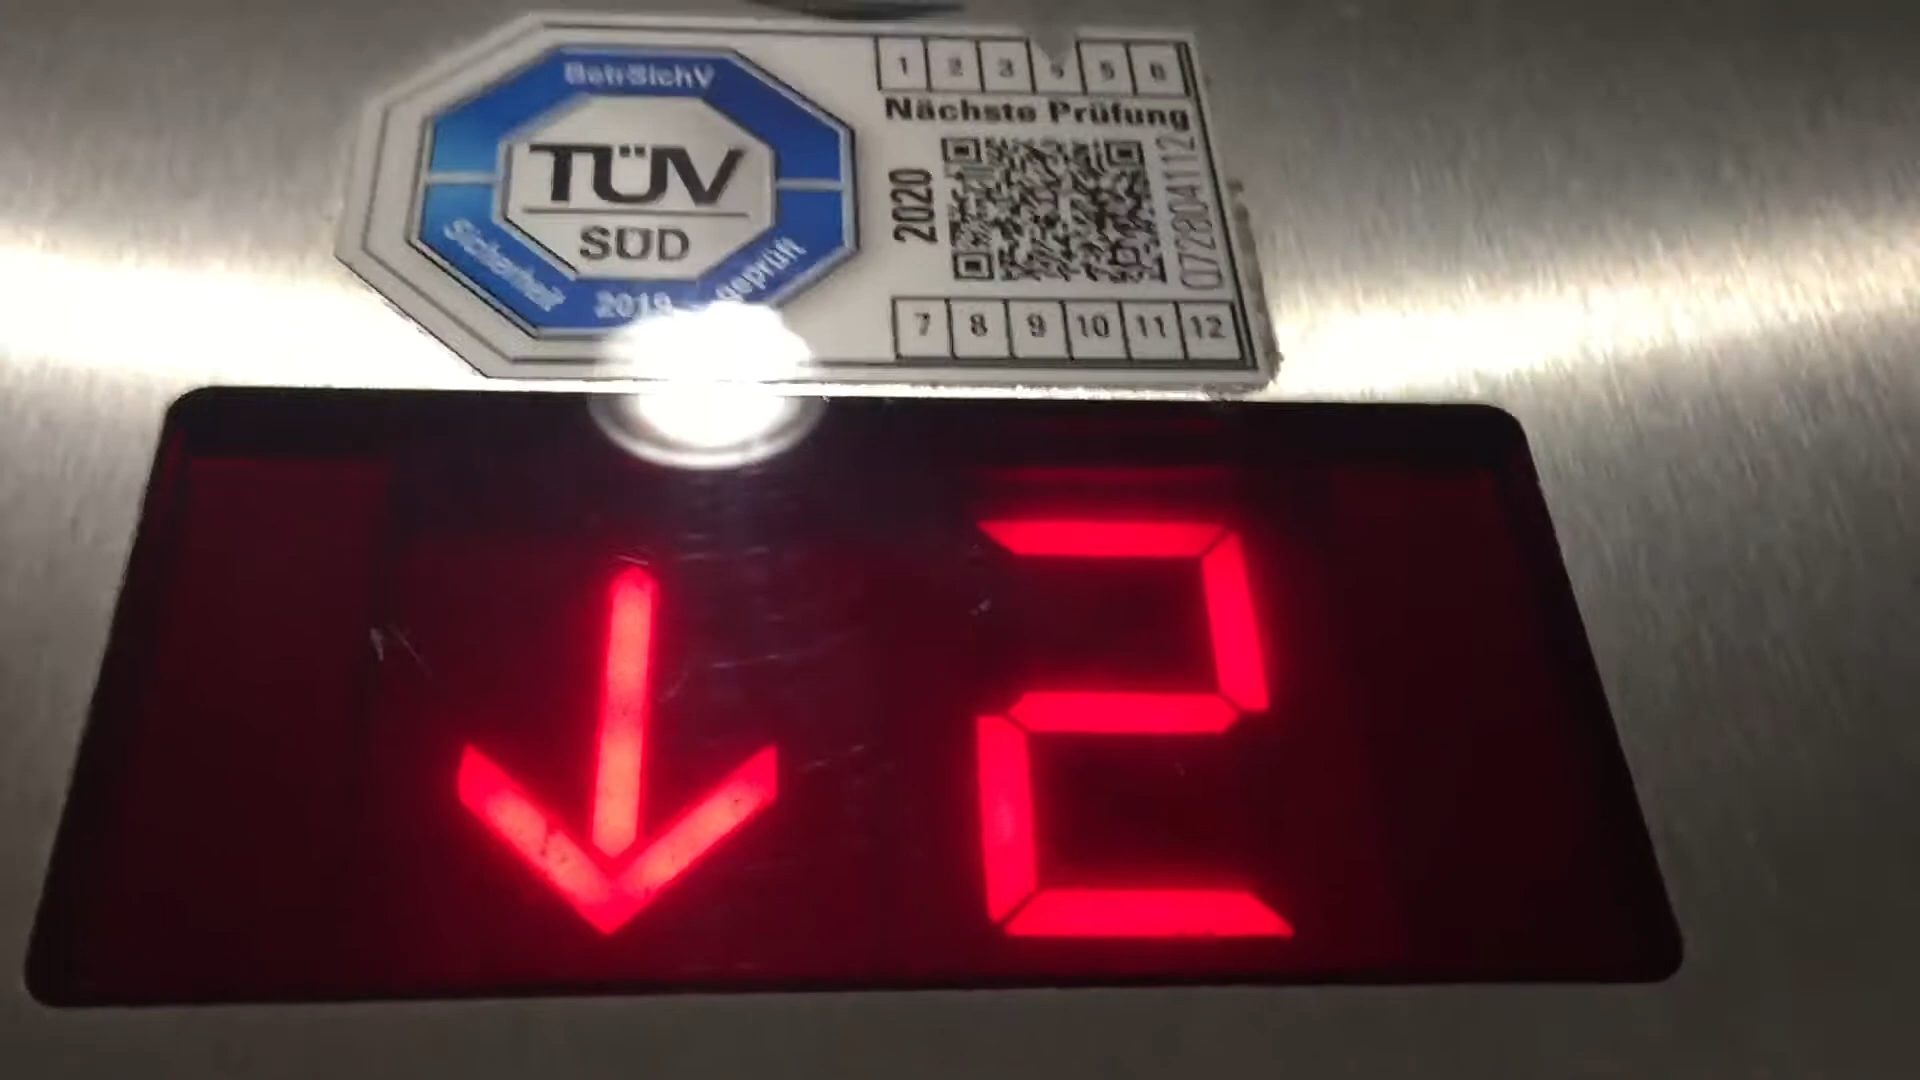 BetrSichV
TÜV
SÜD
Sicherheit
geprüft
2019
1 2 3 4 5 6
Nächste Prüfung
2020
072804112
7 8 9 10 11 12
↓ 2